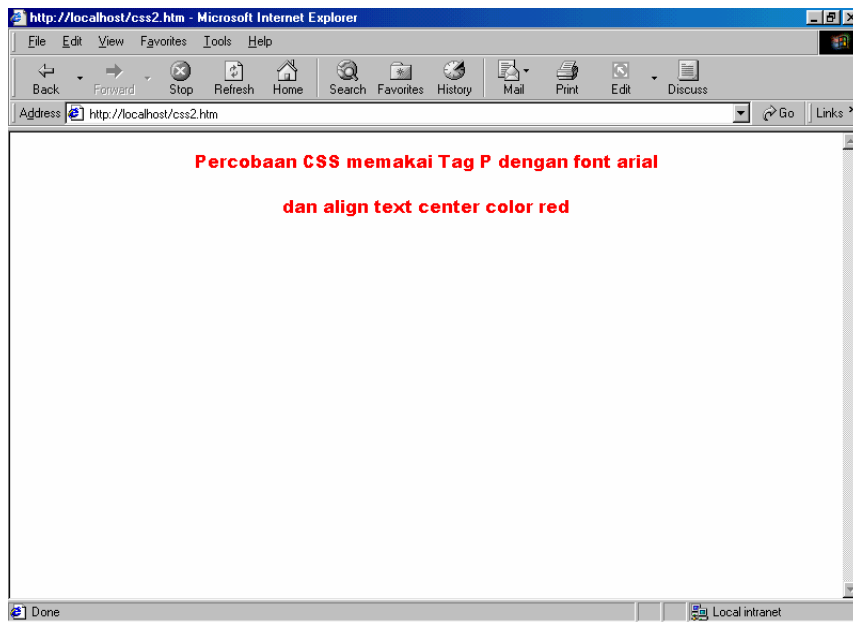 http://localhost/css2.htm - Microsoft Internet Explorer
File Edit View Favorites Tools Help
Back Forward Stop Refresh Home Search Favorites History Mail Print Edit Discuss
Address http://localhost/css2.htm Go Links
Percobaan CSS memakai Tag P dengan font arial
dan align text center color red
Done Local intranet